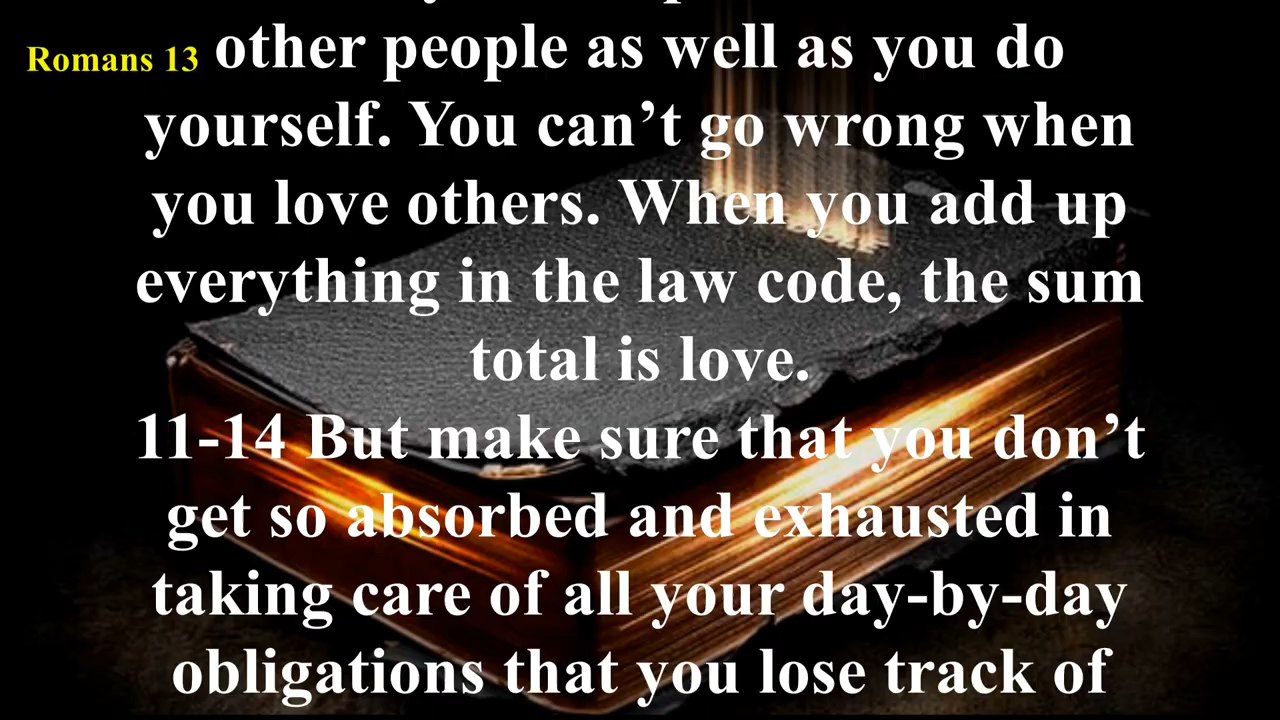 Romans 13
other people as well as you do
yourself. You can’t go wrong when
you love others. When you add up
everything in the law code, the sum
total is love.
11-14 But make sure that you don’t
get so absorbed and exhausted in
taking care of all your day-by-day
obligations that you lose track of